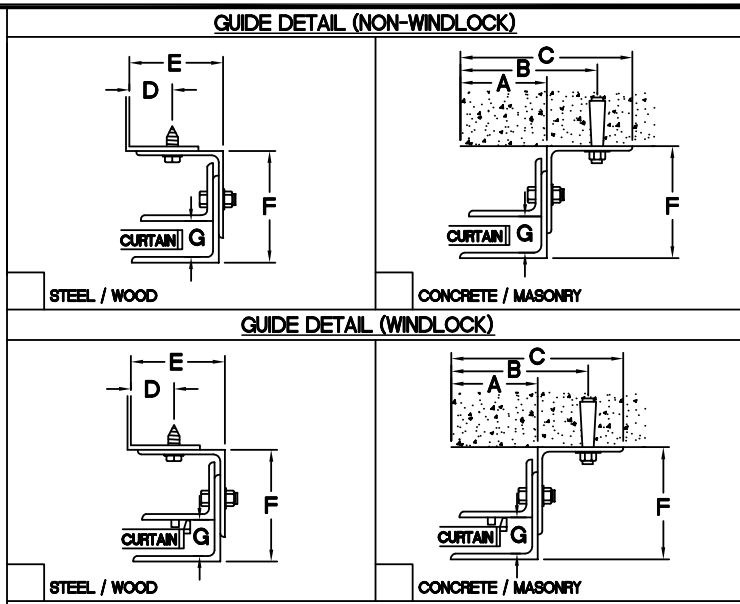 GUIDE DETAIL (NON-WINDLOCK)
E
D
F
G
CURTAIN
STEEL / WOOD
C
B
A
F
G
CURTAIN
CONCRETE / MASONRY
GUIDE DETAIL (WINDLOCK)
E
D
F
G
CURTAIN
STEEL / WOOD
C
B
A
F
G
CURTAIN
CONCRETE / MASONRY